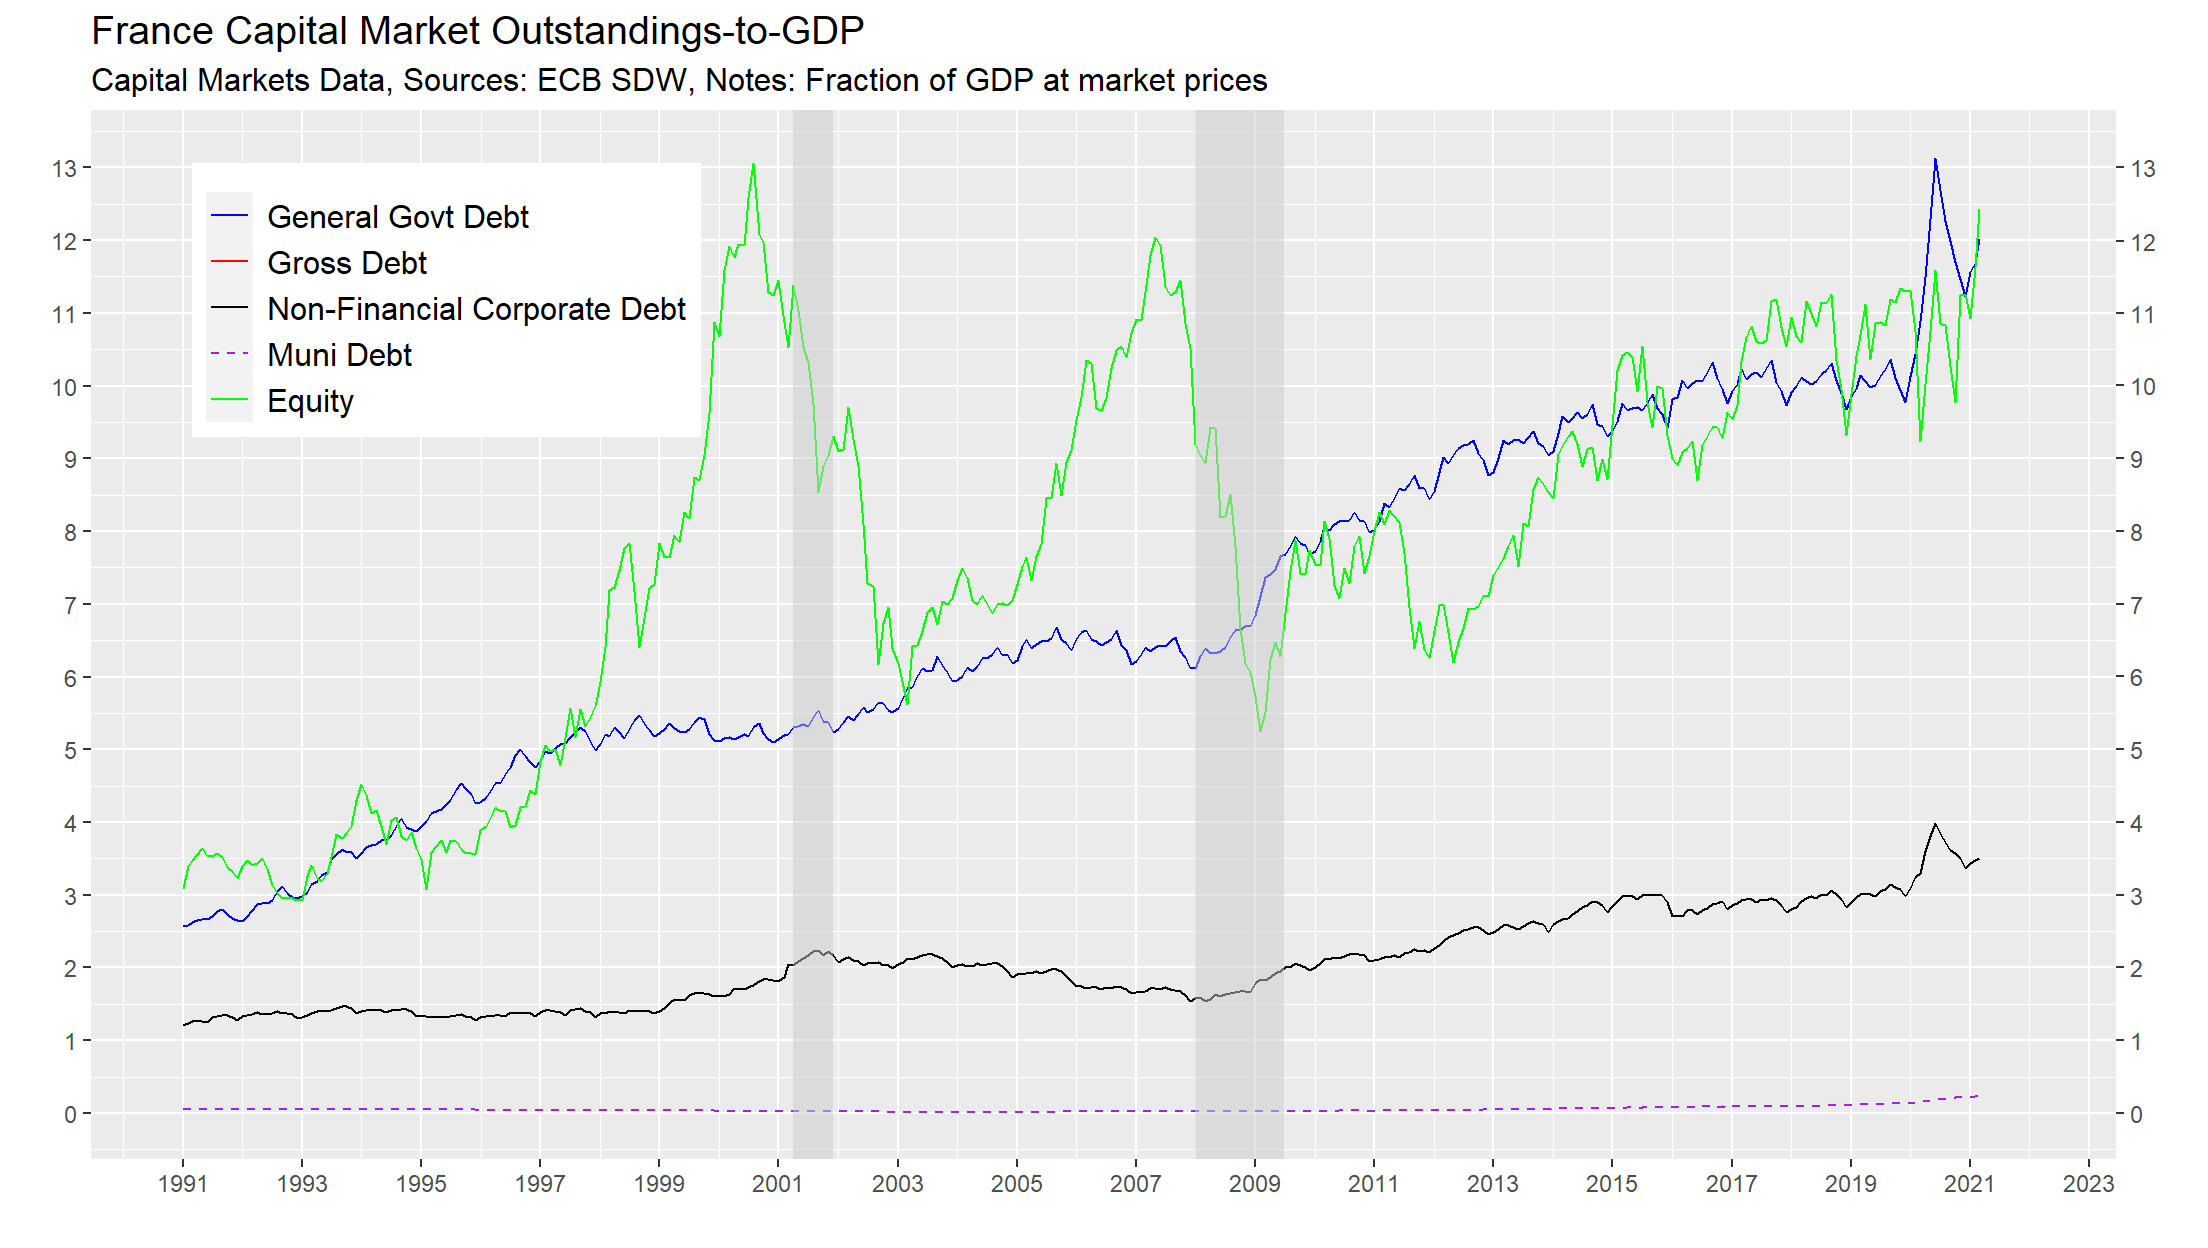 France Capital Market Outstandings-to-GDP
Capital Markets Data, Sources: ECB SDW, Notes: Fraction of GDP at market prices
General Govt Debt
Gross Debt
Non-Financial Corporate Debt
Muni Debt
Equity
13 13
12 12
11 11
10 10
9 9
8 8
7 7
6 6
5 5
4 4
3 3
2 2
1 1
0 0
1991 1993 1995 1997 1999 2001 2003 2005 2007 2009 2011 2013 2015 2017 2019 2021 2023